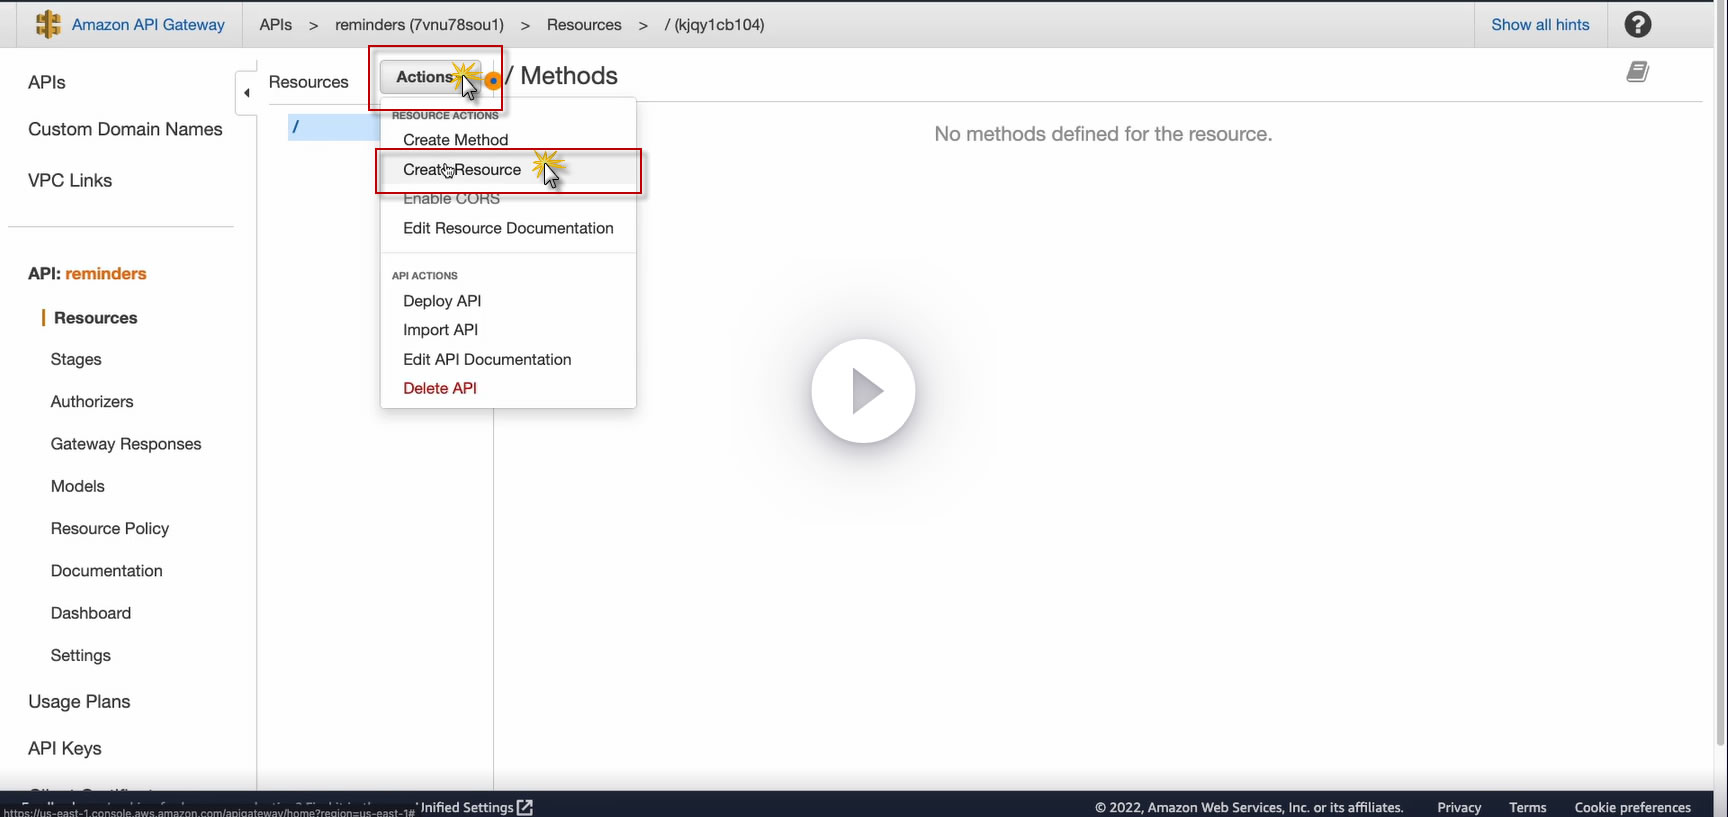 Amazon API Gateway
APIs > reminders (7vnu78sou1) > Resources > / (kjqy1cb104)
Show all hints
?
APIs
Custom Domain Names
VPC Links
API: reminders
Resources
Stages
Authorizers
Gateway Responses
Models
Resource Policy
Documentation
Dashboard
Settings
Usage Plans
API Keys
Resources
Actions
/
RESOURCE ACTIONS
Create Method
Create Resource
Enable CORS
Edit Resource Documentation
API ACTIONS
Deploy API
Import API
Edit API Documentation
Delete API
/ Methods
No methods defined for the resource.
Unified Settings
© 2022, Amazon Web Services, Inc. or its affiliates.
Privacy
Terms
Cookie preferences
https://us-east-1.console.aws.amazon.com/apigateway/home?region=us-east-1#